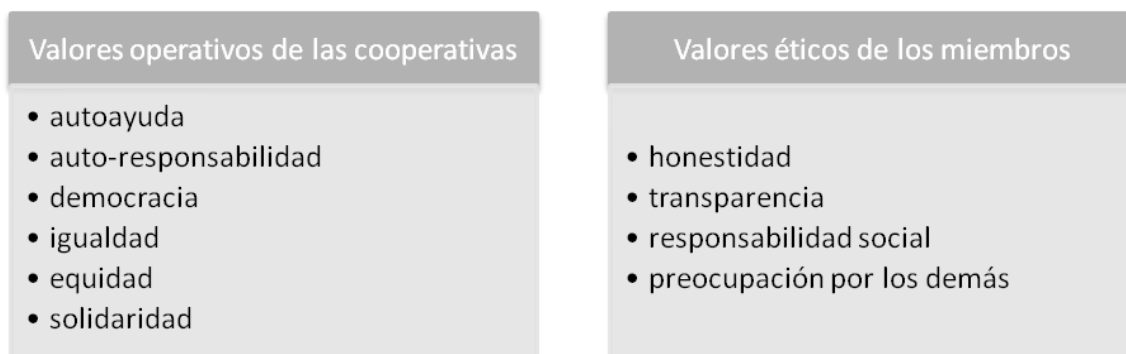 Valores operativos de las cooperativas
• autoayuda
• auto-responsabilidad
• democracia
• igualdad
• equidad
• solidaridad
Valores éticos de los miembros
• honestidad
• transparencia
• responsabilidad social
• preocupación por los demás